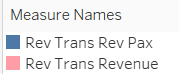 Measure Names
Rev Trans Rev Pax
Rev Trans Revenue